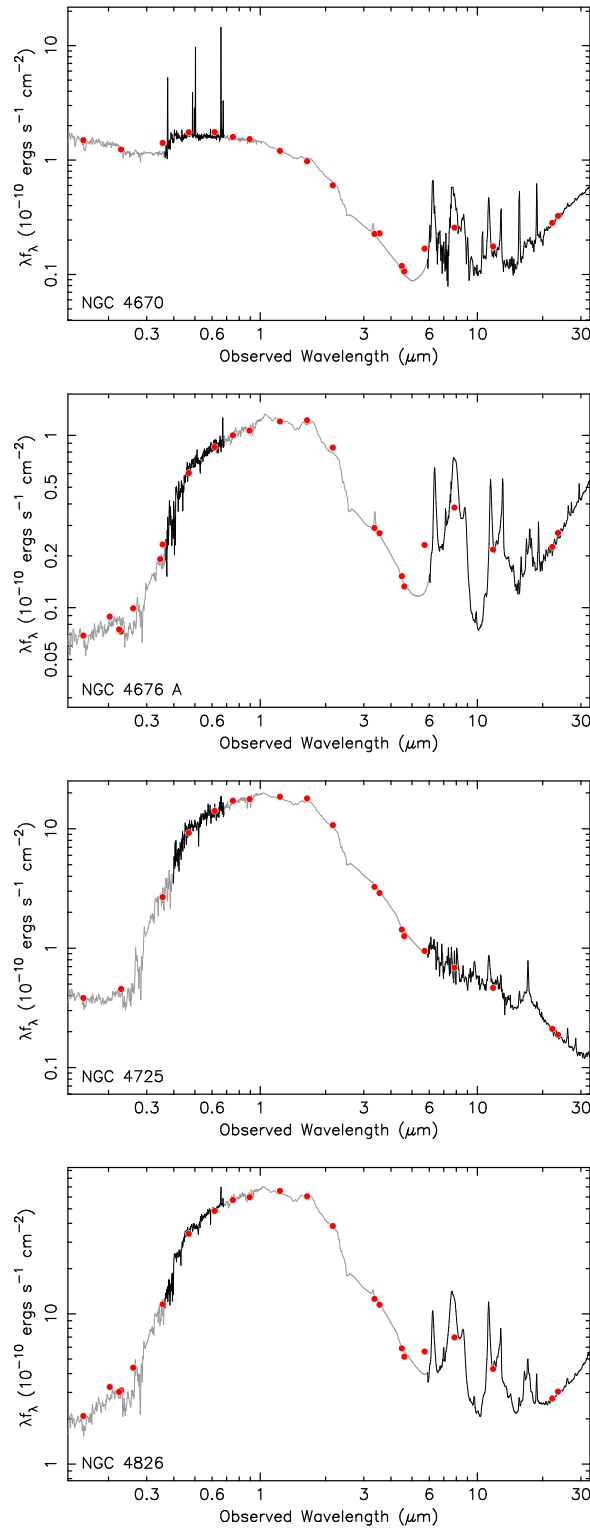 10
1
0.1
λfλ (10⁻¹⁰ ergs s⁻¹ cm⁻²)
NGC 4670
0.3 0.6 1 3 6 10 30
Observed Wavelength (μm)
1
0.5
0.2
0.1
0.05
λfλ (10⁻¹⁰ ergs s⁻¹ cm⁻²)
NGC 4676 A
0.3 0.6 1 3 6 10 30
Observed Wavelength (μm)
10
1
0.1
λfλ (10⁻¹⁰ ergs s⁻¹ cm⁻²)
NGC 4725
0.3 0.6 1 3 6 10 30
Observed Wavelength (μm)
10
1
λfλ (10⁻¹⁰ ergs s⁻¹ cm⁻²)
NGC 4826
0.3 0.6 1 3 6 10 30
Observed Wavelength (μm)